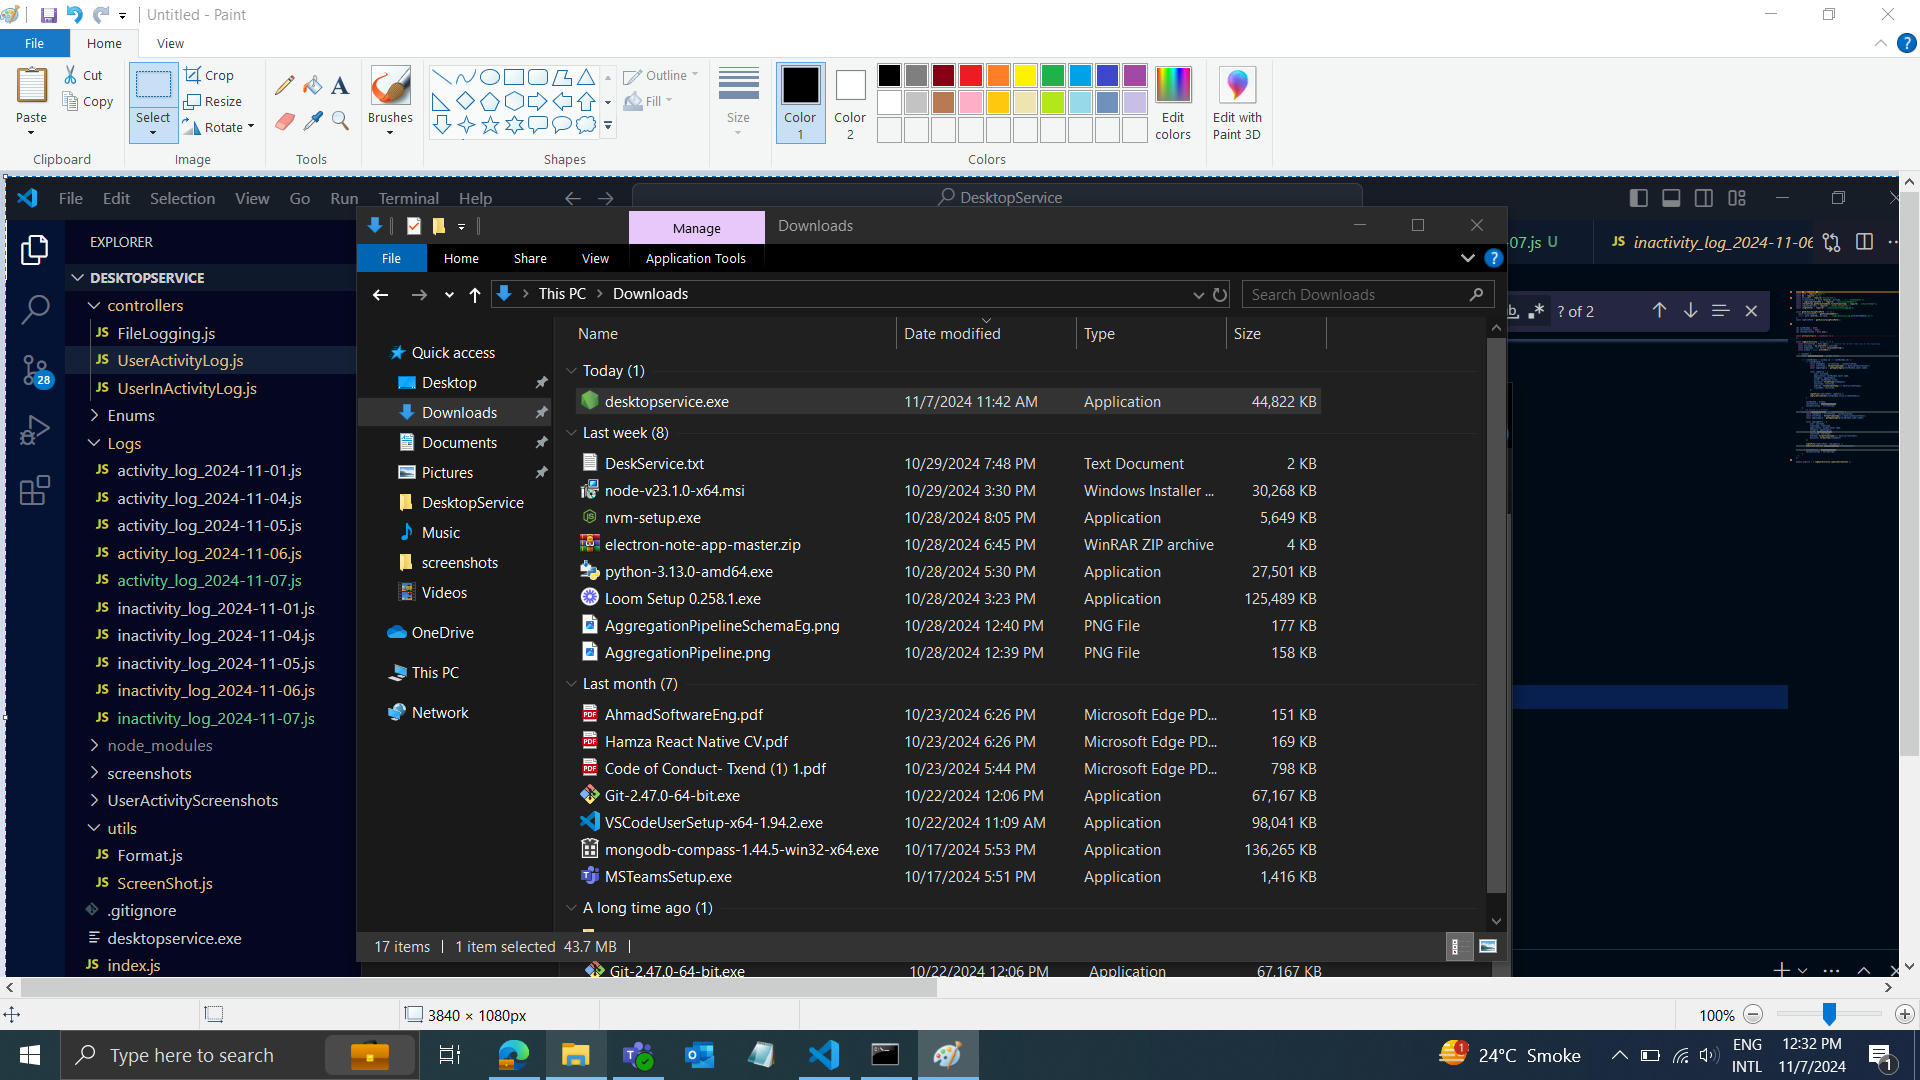 Untitled - Paint
File Home View
Paste
Cut
Copy
Clipboard
Select
Crop
Resize
Rotate
Image
Tools
Brushes
Outline
Fill
Shapes
Size
Color 1
Color 2
Colors
Edit colors
Edit with Paint 3D
File Edit Selection View Go Run Terminal Help
DesktopService
EXPLORER
DESKTOPSERVICE
controllers
JS FileLogging.js
JS UserActivityLog.js
JS UserInActivityLog.js
28
Enums
Logs
JS activity_log_2024-11-01.js
JS activity_log_2024-11-04.js
JS activity_log_2024-11-05.js
JS activity_log_2024-11-06.js
JS activity_log_2024-11-07.js
JS inactivity_log_2024-11-01.js
JS inactivity_log_2024-11-04.js
JS inactivity_log_2024-11-05.js
JS inactivity_log_2024-11-06.js
JS inactivity_log_2024-11-07.js
node_modules
screenshots
UserActivityScreenshots
utils
JS Format.js
JS ScreenShot.js
.gitignore
desktopservice.exe
JS index.js
Manage Downloads
File Home Share View Application Tools
This PC Downloads
Search Downloads
Quick access
Desktop
Downloads
Documents
Pictures
DesktopService
Music
screenshots
Videos
OneDrive
This PC
Network
Name Date modified Type Size
Today (1)
desktopservice.exe 11/7/2024 11:42 AM Application 44,822 KB
Last week (8)
DeskService.txt 10/29/2024 7:48 PM Text Document 2 KB
node-v23.1.0-x64.msi 10/29/2024 3:30 PM Windows Installer ... 30,268 KB
nvm-setup.exe 10/28/2024 8:05 PM Application 5,649 KB
electron-note-app-master.zip 10/28/2024 6:45 PM WinRAR ZIP archive 4 KB
python-3.13.0-amd64.exe 10/28/2024 5:30 PM Application 27,501 KB
Loom Setup 0.258.1.exe 10/28/2024 3:23 PM Application 125,489 KB
AggregationPipelineSchemaEg.png 10/28/2024 12:40 PM PNG File 177 KB
AggregationPipeline.png 10/28/2024 12:39 PM PNG File 158 KB
Last month (7)
AhmadSoftwareEng.pdf 10/23/2024 6:26 PM Microsoft Edge PD... 151 KB
Hamza React Native CV.pdf 10/23/2024 6:26 PM Microsoft Edge PD... 169 KB
Code of Conduct- Txend (1) 1.pdf 10/23/2024 5:44 PM Microsoft Edge PD... 798 KB
Git-2.47.0-64-bit.exe 10/22/2024 12:06 PM Application 67,167 KB
VSCodeUserSetup-x64-1.94.2.exe 10/22/2024 11:09 AM Application 98,041 KB
mongodb-compass-1.44.5-win32-x64.exe 10/17/2024 5:53 PM Application 136,265 KB
MSTeamsSetup.exe 10/17/2024 5:51 PM Application 1,416 KB
A long time ago (1)
17 items 1 item selected 43.7 MB
Git-2.47.0-64-bit.exe 10/22/2024 12:06 PM Application 67,167 KB
-07.js U
JS inactivity_log_2024-11-06
? of 2
3840 × 1080px
100%
Type here to search
1
24°C Smoke
ENG
INTL
12:32 PM
11/7/2024
1